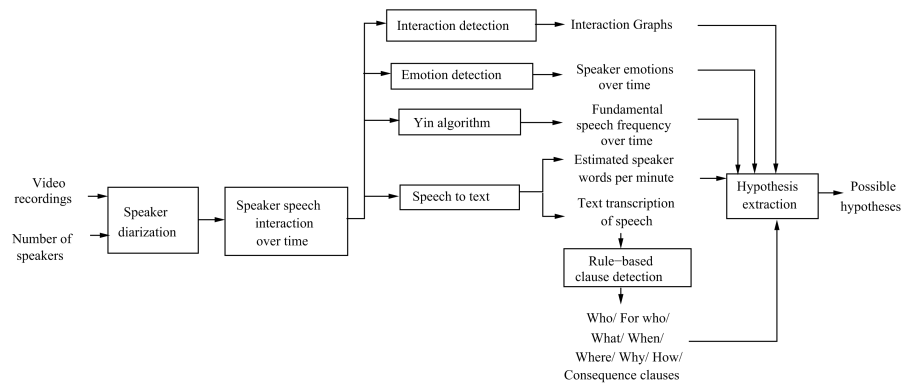 Video
recordings
Number of
speakers
Speaker
diarization
Speaker speech
interaction
over time
Interaction detection
Interaction Graphs
Emotion detection
Speaker emotions
over time
Yin algorithm
Fundamental
speech frequency
over time
Speech to text
Estimated speaker
words per minute
Text transcription
of speech
Rule−based
clause detection
Who/ For who/
What/ When/
Where/ Why/ How/
Consequence clauses
Hypothesis
extraction
Possible
hypotheses